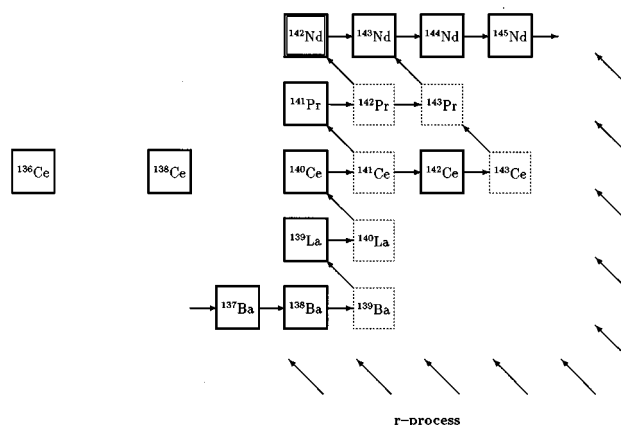 ¹⁴²Nd ¹⁴³Nd ¹⁴⁴Nd ¹⁴⁵Nd
¹⁴¹Pr ¹⁴²Pr ¹⁴³Pr
¹³⁶Ce ¹³⁸Ce ¹⁴⁰Ce ¹⁴¹Ce ¹⁴²Ce ¹⁴³Ce
¹³⁹La ¹⁴⁰La
¹³⁷Ba ¹³⁸Ba ¹³⁹Ba
r-process